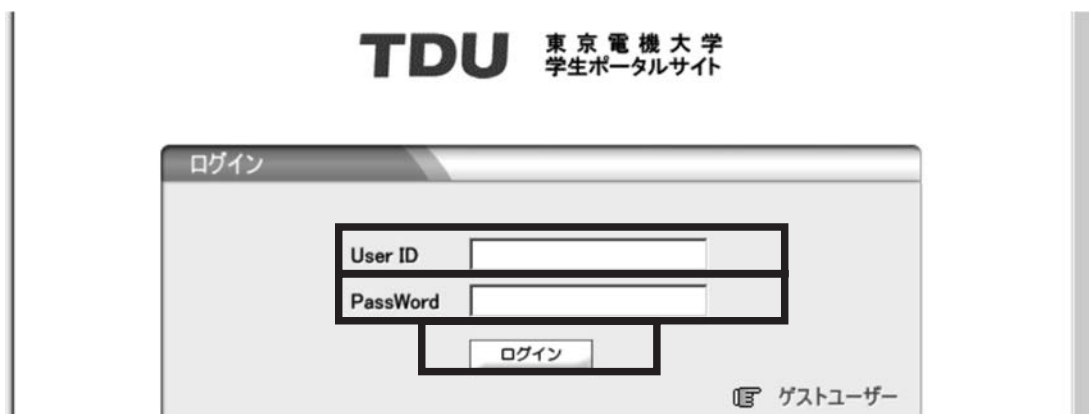 TDU 東京電機大学
学生ポータルサイト
ログイン
User ID
PassWord
ログイン
ゲストユーザー